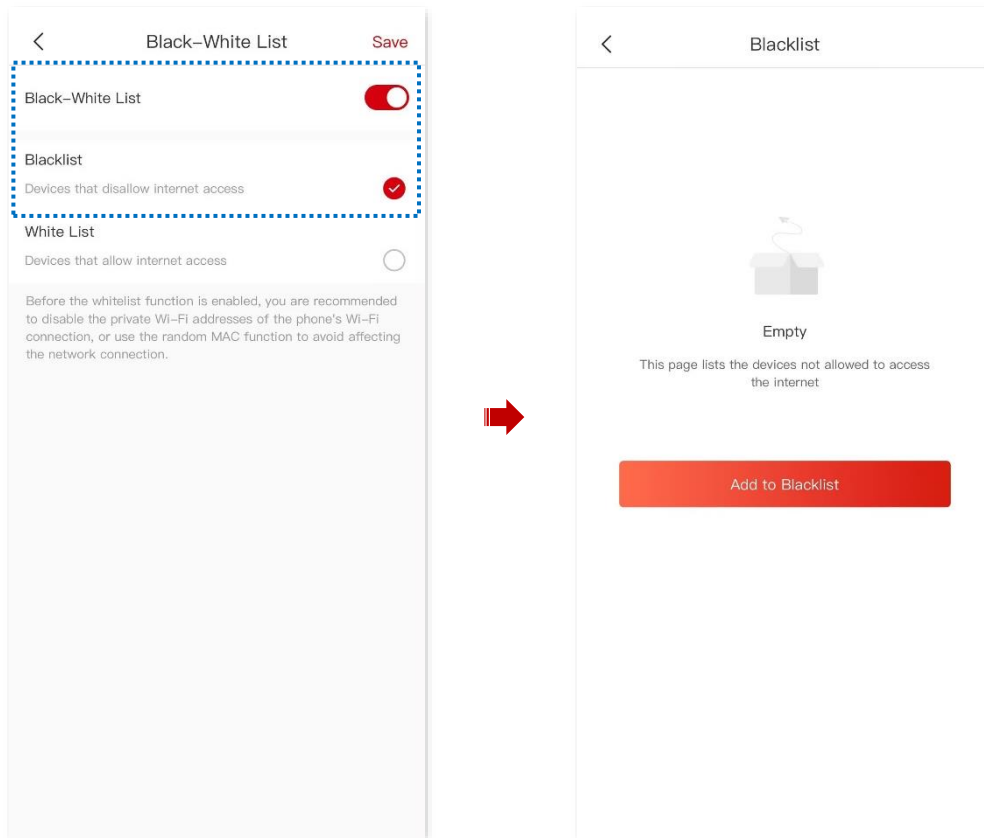 Black–White List
Save
Black–White List
Blacklist
Devices that disallow internet access
White List
Devices that allow internet access
Before the whitelist function is enabled, you are recommended
to disable the private Wi–Fi addresses of the phone's Wi–Fi
connection, or use the random MAC function to avoid affecting
the network connection.
Blacklist
Empty
This page lists the devices not allowed to access
the internet
Add to Blacklist